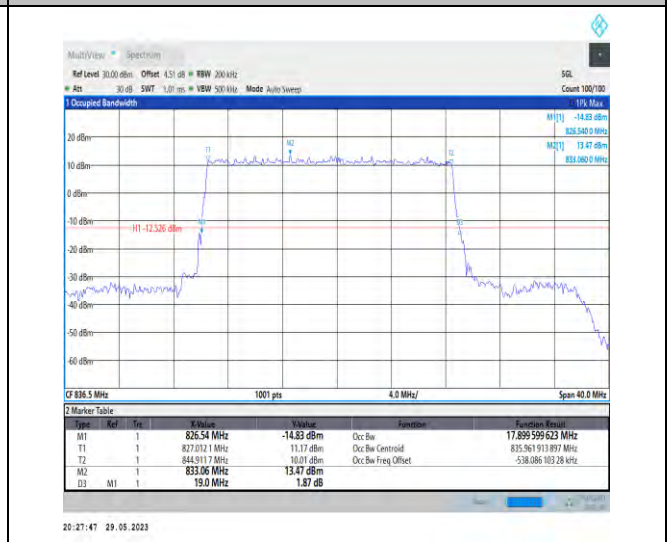 MultiView Spectrum
Ref Level 30.00 dBm Offset 4.51 dB RBW 200 kHz SGL
Att 30 dB SWT 1.01 ms VBW 500 kHz Mode Auto Sweep Count 100/100
1 Occupied Bandwidth 1Pk Max
M1[1] -14.83 dBm
826.540 0 MHz
M2[1] 13.47 dBm
833.060 0 MHz
20 dBm
T1 M2 T2
10 dBm
0 dBm
-10 dBm
H1 -12.526 dBm
-20 dBm
-30 dBm
-40 dBm
-50 dBm
-60 dBm
CF 836.5 MHz 1001 pts 4.0 MHz/ Span 40.0 MHz
2 Marker Table
Type Ref Trc X-Value Y-Value Function Function Result
M1 1 826.54 MHz -14.83 dBm Occ Bw 17.899 599 623 MHz
T1 1 827.012 1 MHz 11.17 dBm Occ Bw Centroid 835.961 913 897 MHz
T2 1 844.911 7 MHz 10.01 dBm Occ Bw Freq Offset -538.086 103 28 kHz
M2 1 833.06 MHz 13.47 dBm
D3 M1 1 19.0 MHz 1.87 dB
20:27:47 29.05.2023